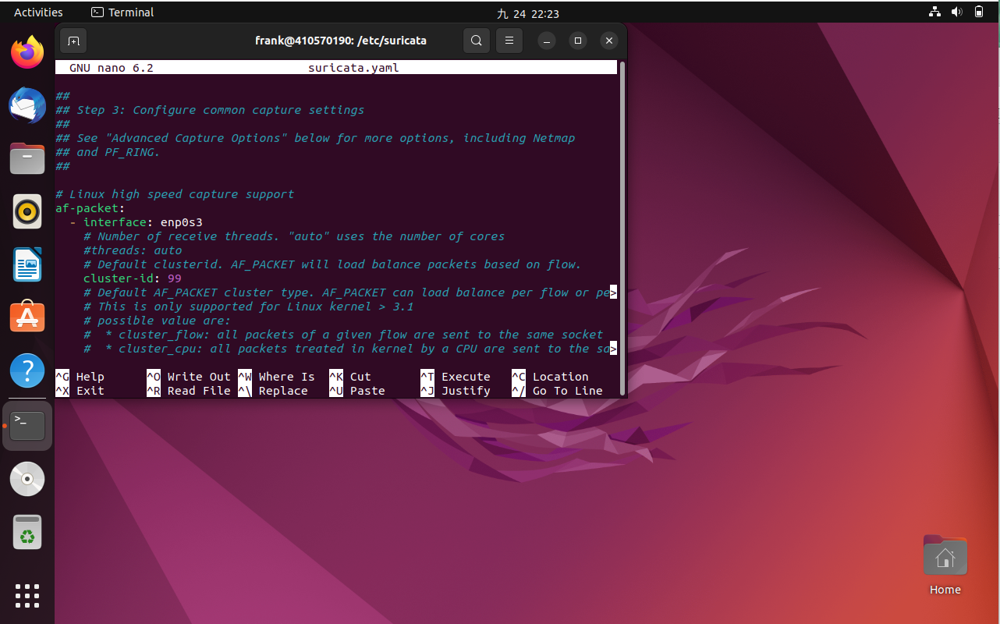 Activities
Terminal
九 24 22:23
frank@410570190: /etc/suricata
GNU nano 6.2 suricata.yaml
##
## Step 3: Configure common capture settings
##
## See "Advanced Capture Options" below for more options, including Netmap
## and PF_RING.
##
# Linux high speed capture support
af-packet:
- interface: enp0s3
# Number of receive threads. "auto" uses the number of cores
#threads: auto
# Default clusterid. AF_PACKET will load balance packets based on flow.
cluster-id: 99
# Default AF_PACKET cluster type. AF_PACKET can load balance per flow or pe>
# This is only supported for Linux kernel > 3.1
# possible value are:
# * cluster_flow: all packets of a given flow are sent to the same socket
# * cluster_cpu: all packets treated in kernel by a CPU are sent to the sa>
^G Help ^O Write Out ^W Where Is ^K Cut ^T Execute ^C Location
^X Exit ^R Read File ^\ Replace ^U Paste ^J Justify ^/ Go To Line
Home